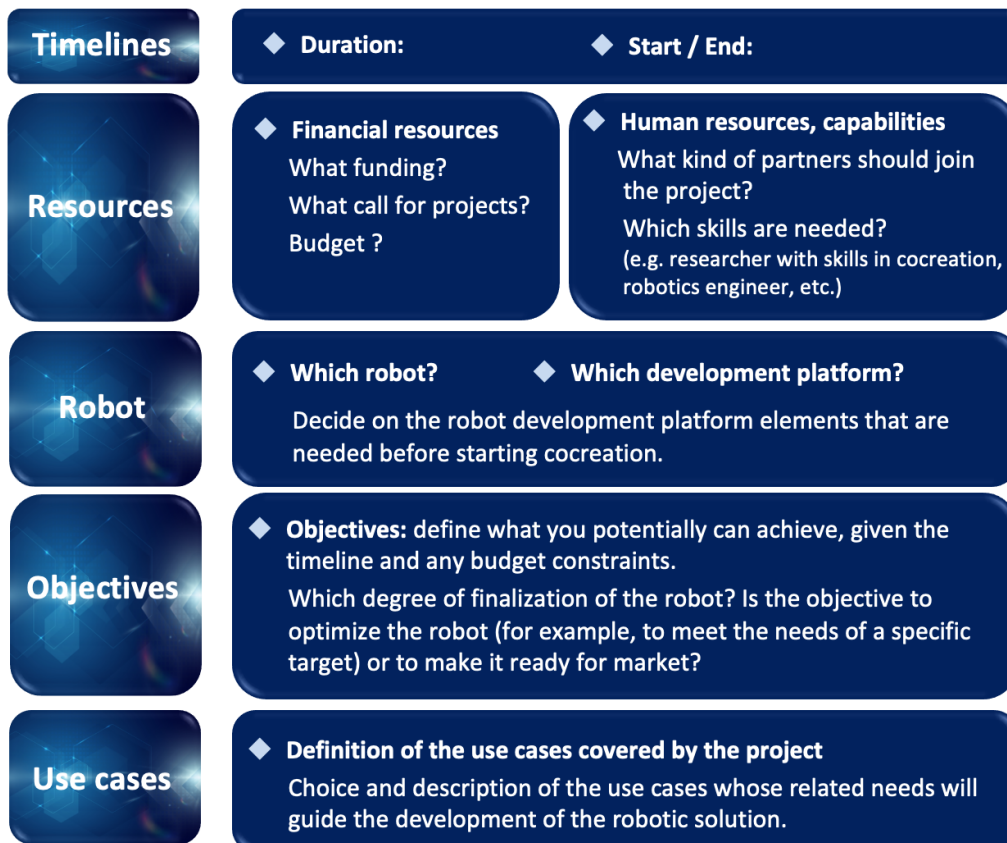 Timelines
Duration:
Start / End:
Resources
Financial resources
What funding?
What call for projects?
Budget ?
Human resources, capabilities
What kind of partners should join
the project?
Which skills are needed?
(e.g. researcher with skills in cocreation,
robotics engineer, etc.)
Robot
Which robot?
Which development platform?
Decide on the robot development platform elements that are
needed before starting cocreation.
Objectives
Objectives: define what you potentially can achieve, given the
timeline and any budget constraints.
Which degree of finalization of the robot? Is the objective to
optimize the robot (for example, to meet the needs of a specific
target) or to make it ready for market?
Use cases
Definition of the use cases covered by the project
Choice and description of the use cases whose related needs will
guide the development of the robotic solution.